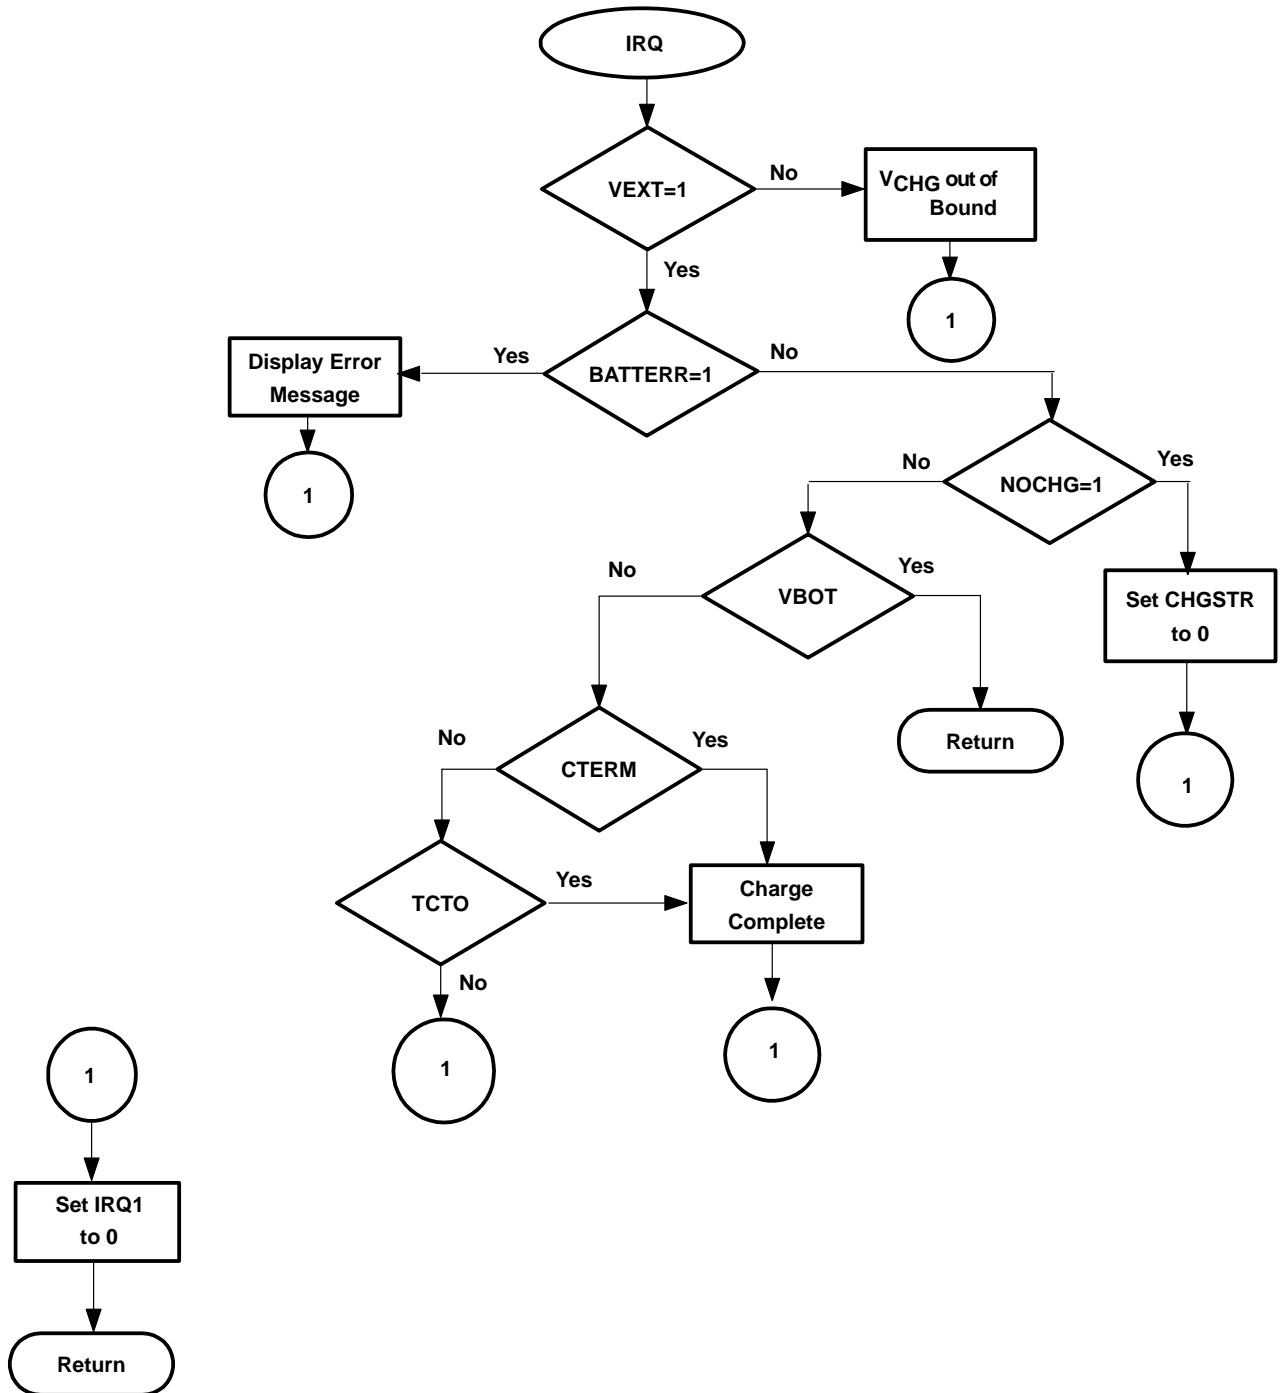 IRQ
VEXT=1
No
VCHG out of
Bound
Yes
1
BATTERR=1
Yes
No
Display Error
Message
1
NOCHG=1
No
Yes
VBOT
No
Yes
Set CHGSTR
to 0
CTERM
No
Yes
Return
1
TCTO
Yes
Charge
Complete
No
1
1
1
Set IRQ1
to 0
Return